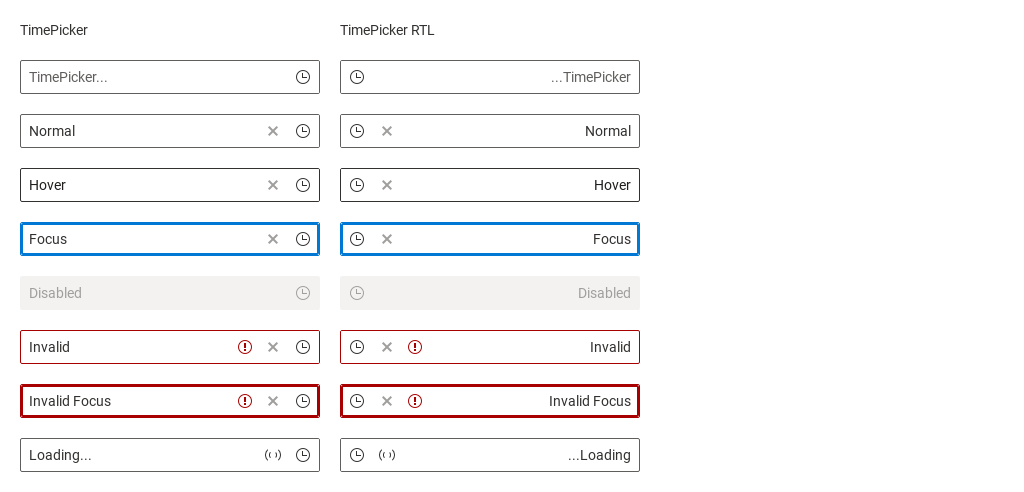 TimePicker
TimePicker RTL
TimePicker...
...TimePicker
Normal
Normal
Hover
Hover
Focus
Focus
Disabled
Disabled
Invalid
Invalid
Invalid Focus
Invalid Focus
Loading...
...Loading